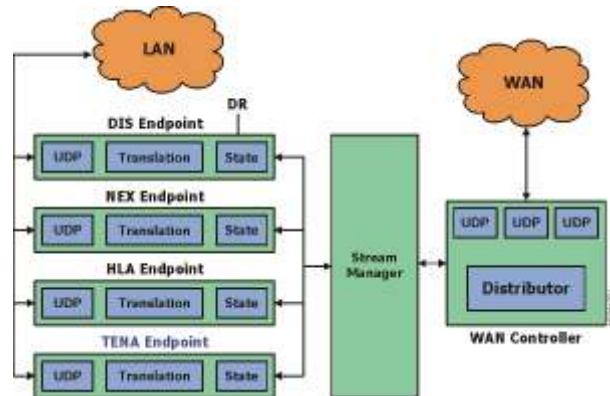 LAN
WAN
DR
DIS Endpoint
UDP Translation State
NEX Endpoint
UDP Translation State
HLA Endpoint
UDP Translation State
TENA Endpoint
UDP Translation State
Stream
Manager
UDP UDP UDP
Distributor
WAN Controller